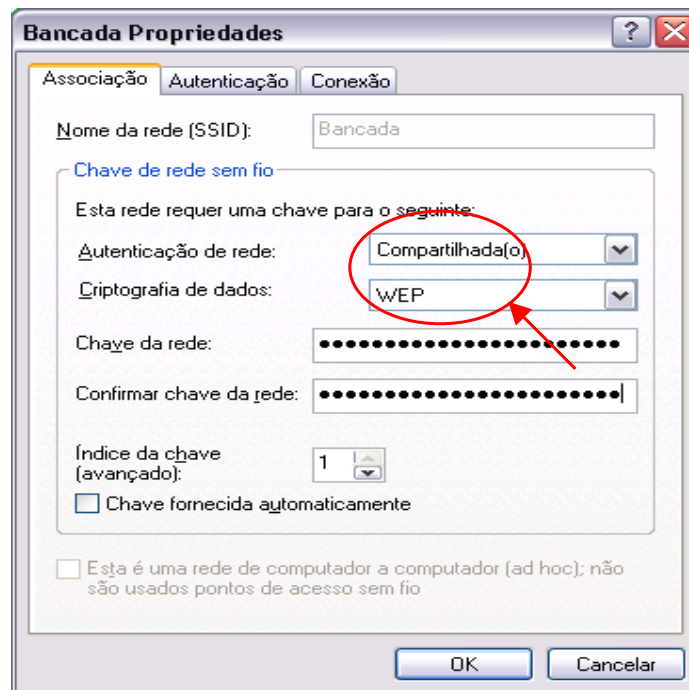 Bancada Propriedades
Associação Autenticação Conexão
Nome da rede (SSID): Bancada
Chave de rede sem fio
Esta rede requer uma chave para o seguinte:
Autenticação de rede: Compartilhada(o)
Criptografia de dados: WEP
Chave da rede: ●●●●●●●●●●●●●●●●●●●●●●●
Confirmar chave da rede: ●●●●●●●●●●●●●●●●●●●●●●●
Índice da chave
(avançado): 1
Chave fornecida automaticamente
Esta é uma rede de computador a computador (ad hoc); não
são usados pontos de acesso sem fio
OK Cancelar